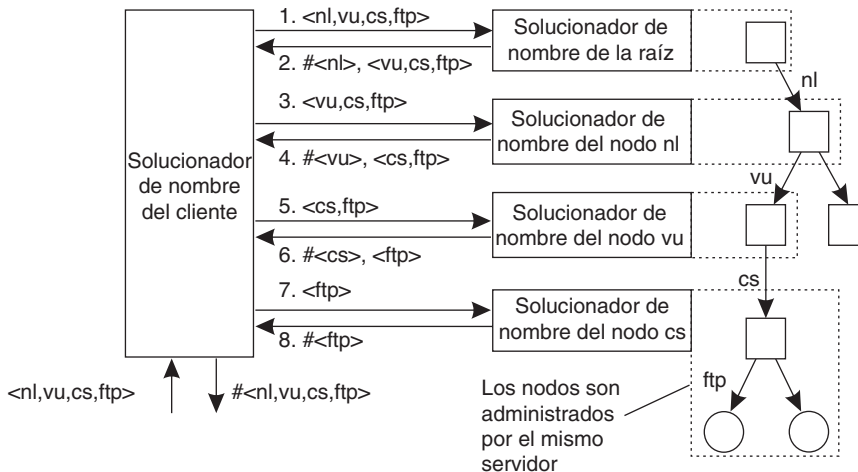 1. <nl,vu,cs,ftp>
2. #<nl>, <vu,cs,ftp>
Solucionador de
nombre de la raíz
nl
3. <vu,cs,ftp>
4. #<vu>, <cs,ftp>
Solucionador de
nombre del nodo nl
Solucionador
de nombre
del cliente
vu
5. <cs,ftp>
6. #<cs>, <ftp>
Solucionador de
nombre del nodo vu
cs
7. <ftp>
8. #<ftp>
Solucionador de
nombre del nodo cs
ftp
<nl,vu,cs,ftp>
#<nl,vu,cs,ftp>
Los nodos son
administrados
por el mismo
servidor